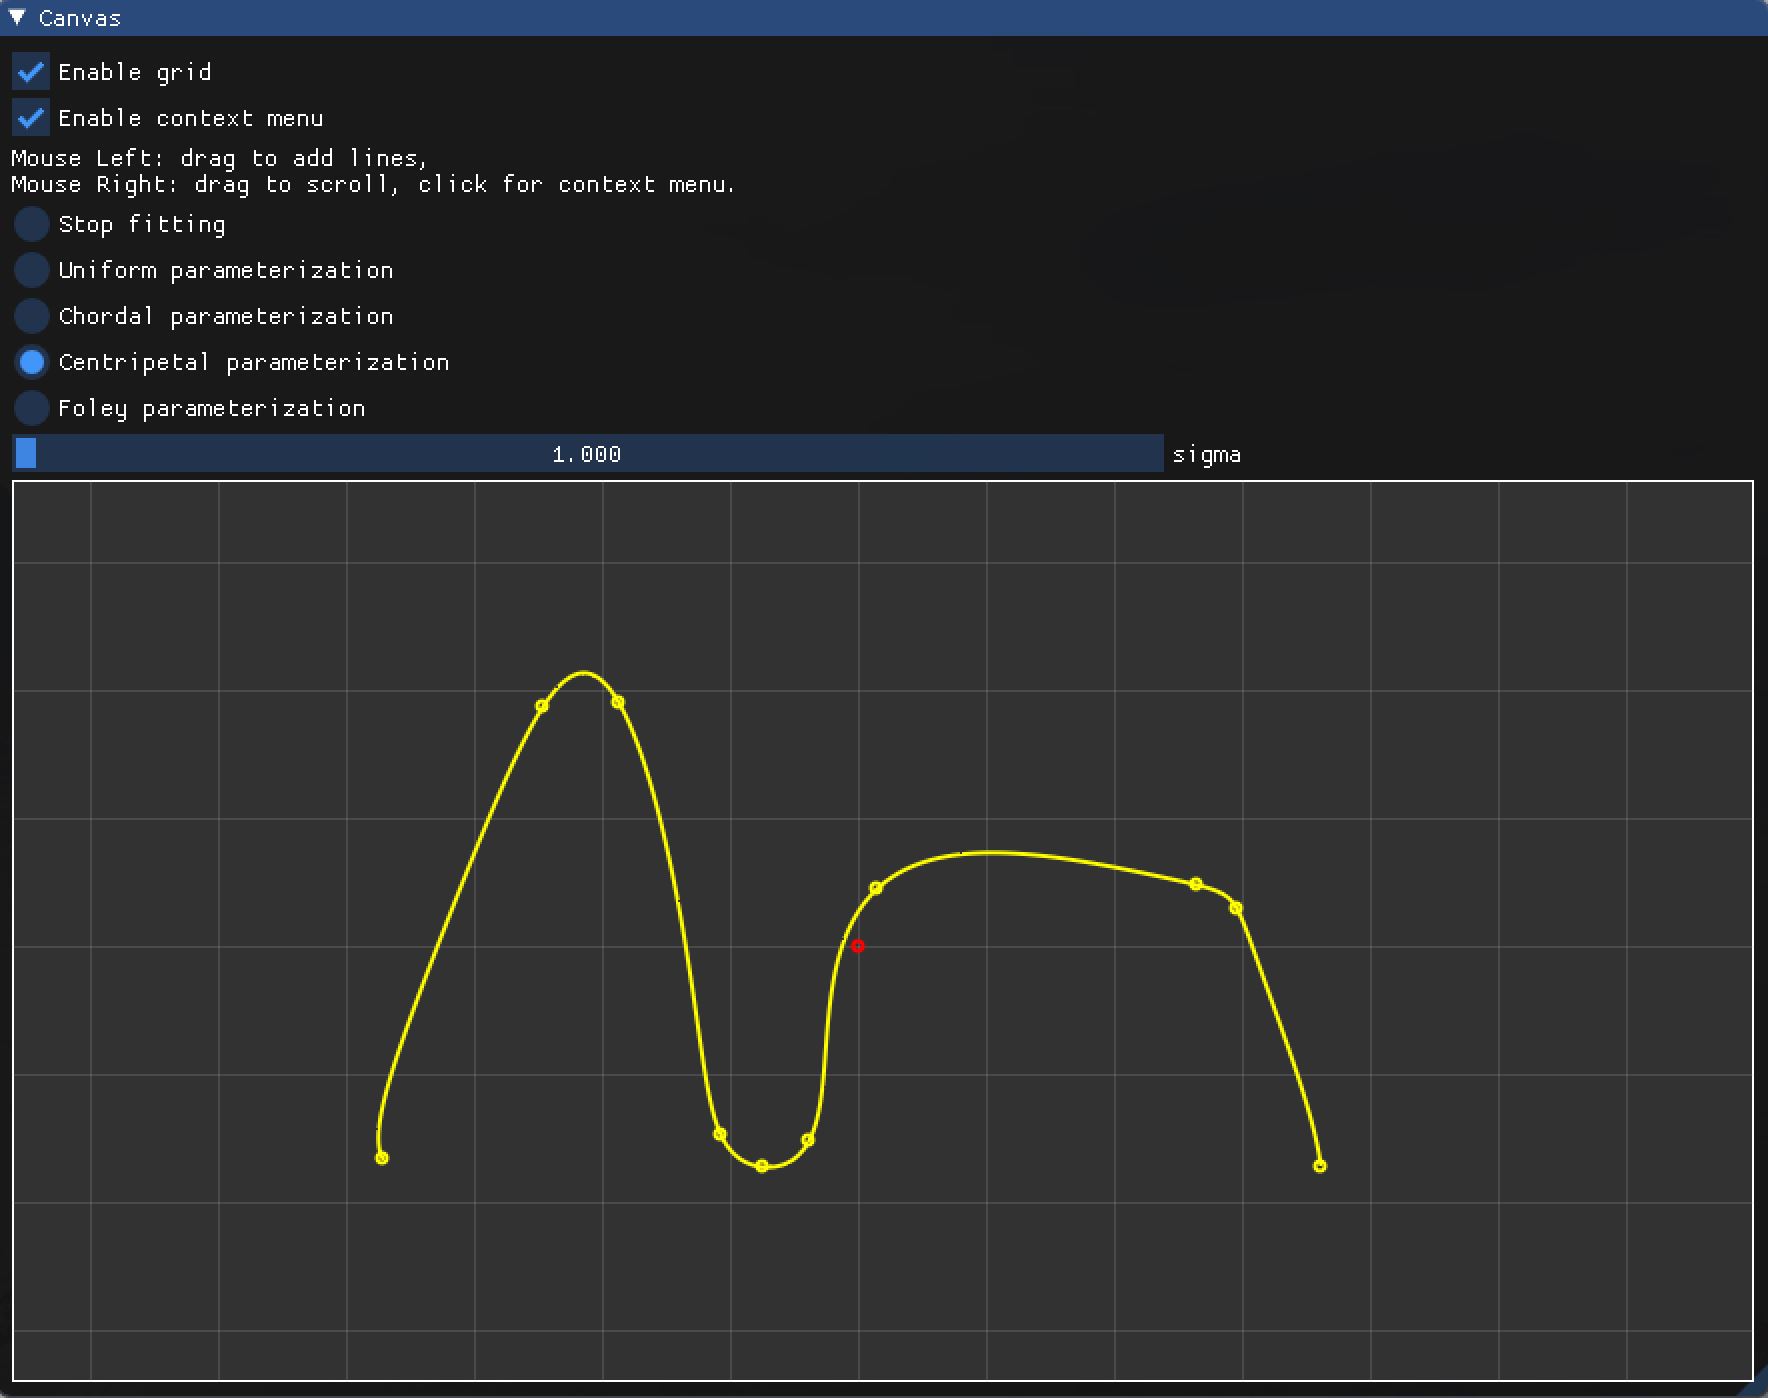 Canvas
Enable grid
Enable context menu
Mouse Left: drag to add lines,
Mouse Right: drag to scroll, click for context menu.
Stop fitting
Uniform parameterization
Chordal parameterization
Centripetal parameterization
Foley parameterization
1.000 sigma